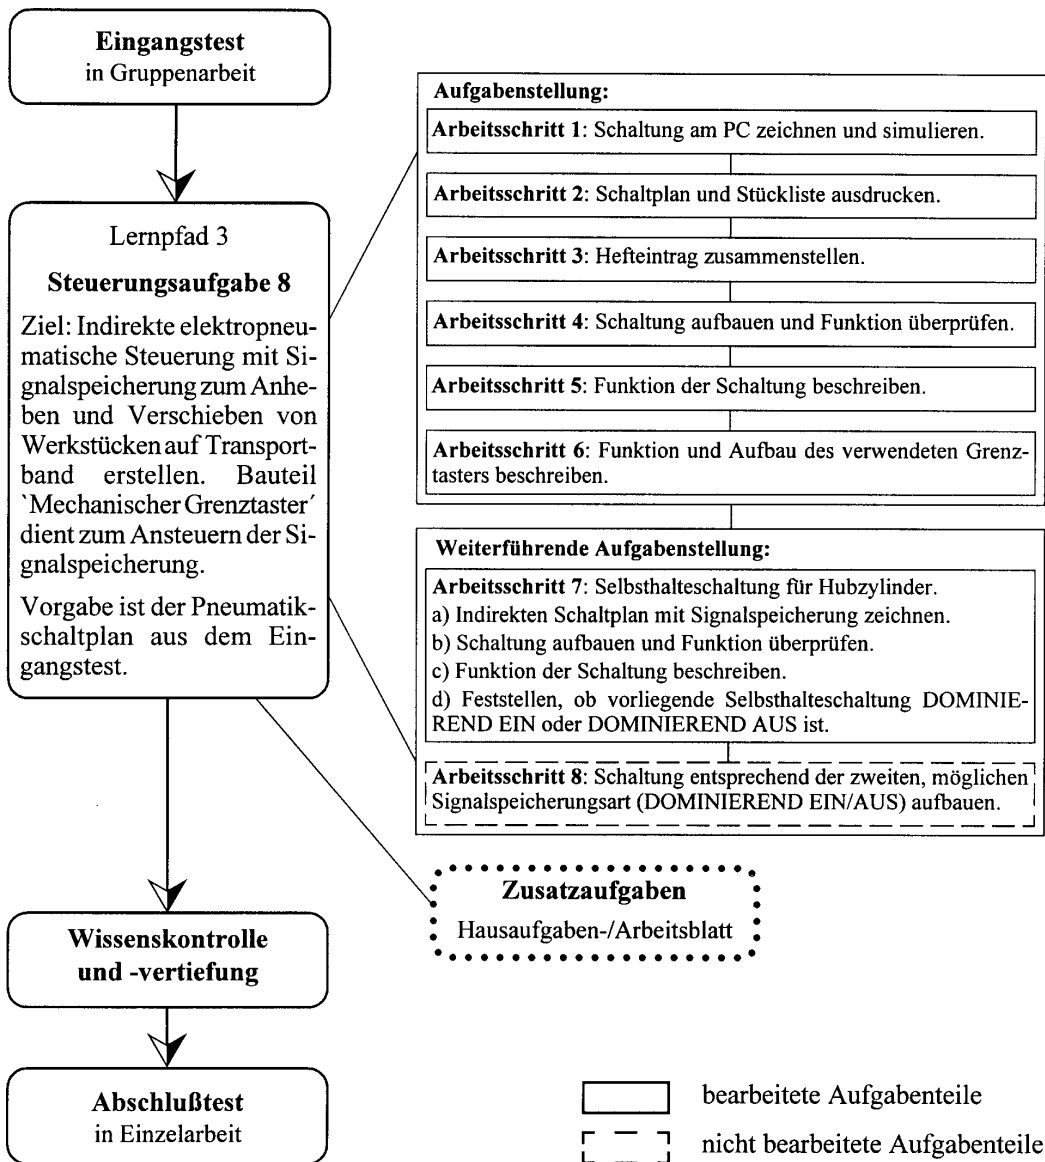 Eingangstest
in Gruppenarbeit
Lernpfad 3
Steuerungsaufgabe 8
Ziel: Indirekte elektropneu-
matische Steuerung mit Si-
gnalspeicherung zum Anhe-
ben und Verschieben von
Werkstücken auf Transport-
band erstellen. Bauteil
`Mechanischer Grenztaster´
dient zum Ansteuern der Si-
gnalspeicherung.
Vorgabe ist der Pneumatik-
schaltplan aus dem Ein-
gangstest.
Aufgabenstellung:
Arbeitsschritt 1: Schaltung am PC zeichnen und simulieren.
Arbeitsschritt 2: Schaltplan und Stückliste ausdrucken.
Arbeitsschritt 3: Hefteintrag zusammenstellen.
Arbeitsschritt 4: Schaltung aufbauen und Funktion überprüfen.
Arbeitsschritt 5: Funktion der Schaltung beschreiben.
Arbeitsschritt 6: Funktion und Aufbau des verwendeten Grenz-
tasters beschreiben.
Weiterführende Aufgabenstellung:
Arbeitsschritt 7: Selbsthalteschaltung für Hubzylinder.
a) Indirekten Schaltplan mit Signalspeicherung zeichnen.
b) Schaltung aufbauen und Funktion überprüfen.
c) Funktion der Schaltung beschreiben.
d) Feststellen, ob vorliegende Selbsthalteschaltung DOMINIE-
REND EIN oder DOMINIEREND AUS ist.
Arbeitsschritt 8: Schaltung entsprechend der zweiten, möglichen
Signalspeicherungsart (DOMINIEREND EIN/AUS) aufbauen.
Zusatzaufgaben
Hausaufgaben-/Arbeitsblatt
Wissenskontrolle
und -vertiefung
Abschlußtest
in Einzelarbeit
bearbeitete Aufgabenteile
nicht bearbeitete Aufgabenteile